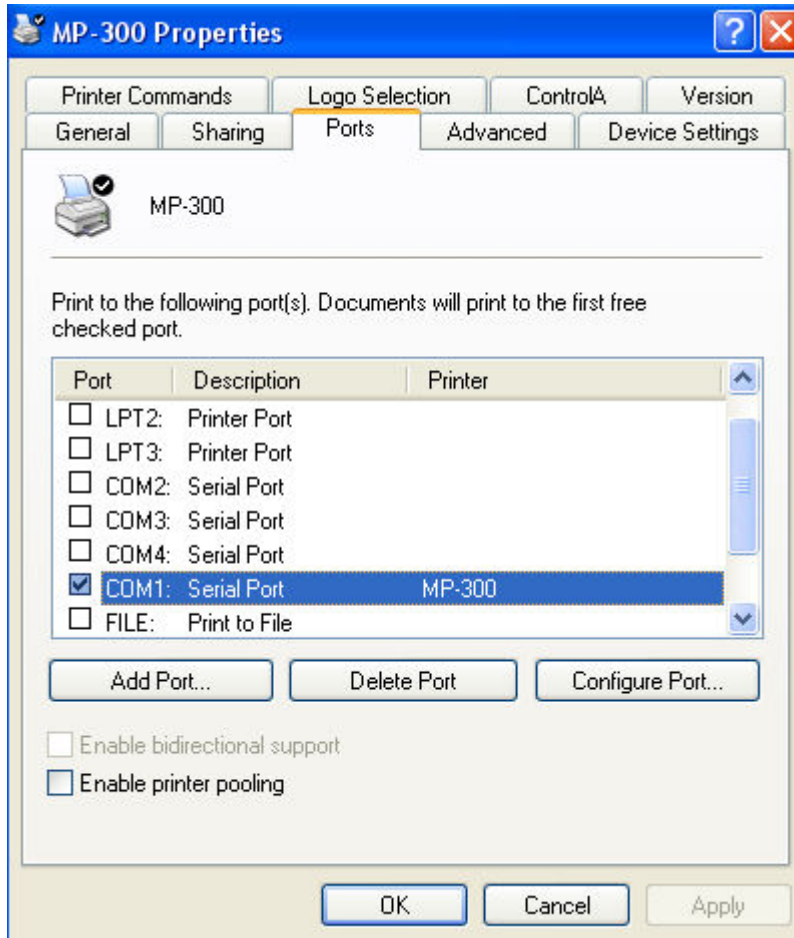 MP-300 Properties
?
Printer Commands Logo Selection ControlA Version
General Sharing Ports Advanced Device Settings
MP-300
Print to the following port(s). Documents will print to the first free
checked port.
Port Description Printer
LPT2: Printer Port
LPT3: Printer Port
COM2: Serial Port
COM3: Serial Port
COM4: Serial Port
COM1: Serial Port MP-300
FILE: Print to File
Add Port... Delete Port Configure Port...
Enable bidirectional support
Enable printer pooling
OK Cancel Apply